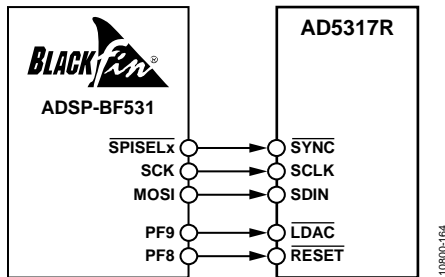 AD5317R
BLACKfin®
ADSP-BF531
SPISELx SYNC
SCK SCLK
MOSI SDIN
PF9 LDAC
PF8 RESET
10800-164